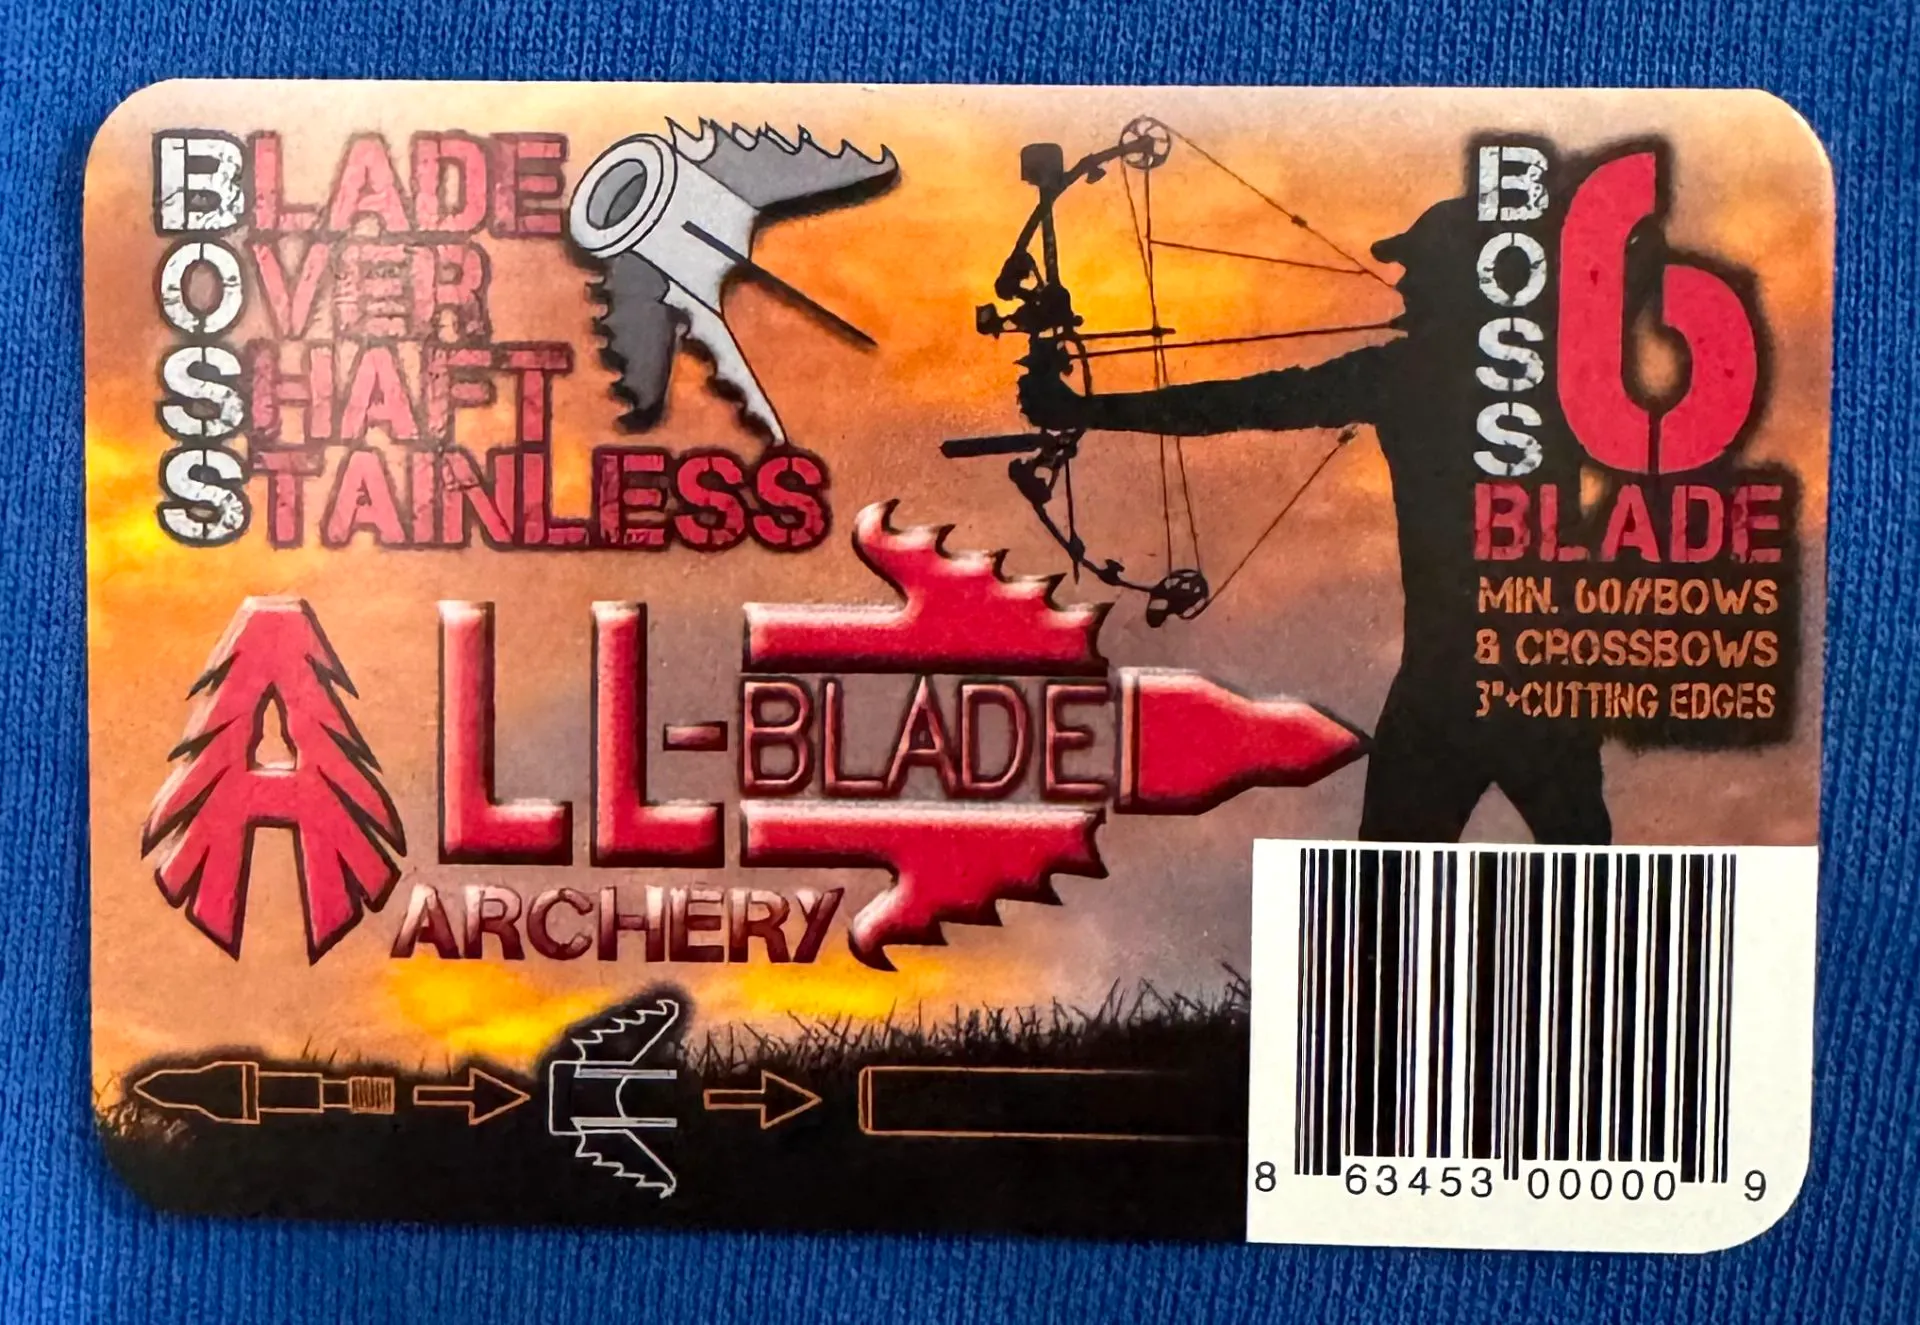 BLADE
OVER
SHAFT
STAINLESS
BOSS
6
BLADE
MIN. 60#BOWS
& CROSSBOWS
3"+CUTTING EDGES
ALL-BLADE
ARCHERY
8 63453 00000 9